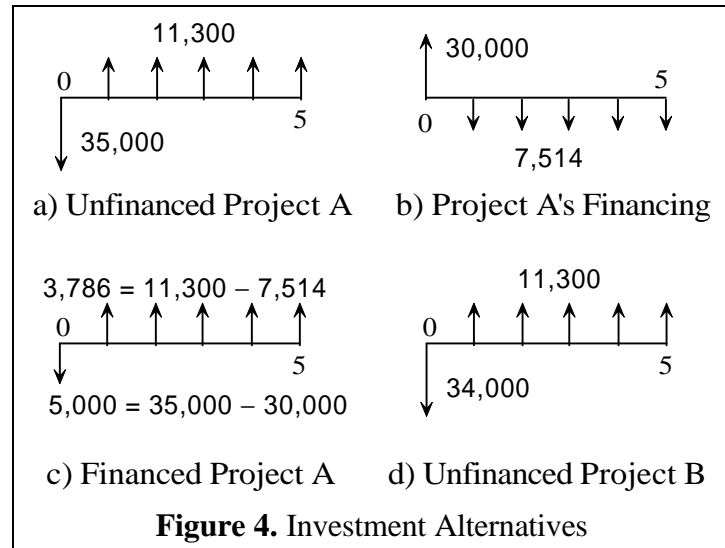 11,300
0
5
35,000
a) Unfinanced Project A
30,000
5
0
7,514
b) Project A's Financing
3,786 = 11,300 − 7,514
0
5
5,000 = 35,000 − 30,000
c) Financed Project A
11,300
0
5
34,000
d) Unfinanced Project B
Figure 4. Investment Alternatives